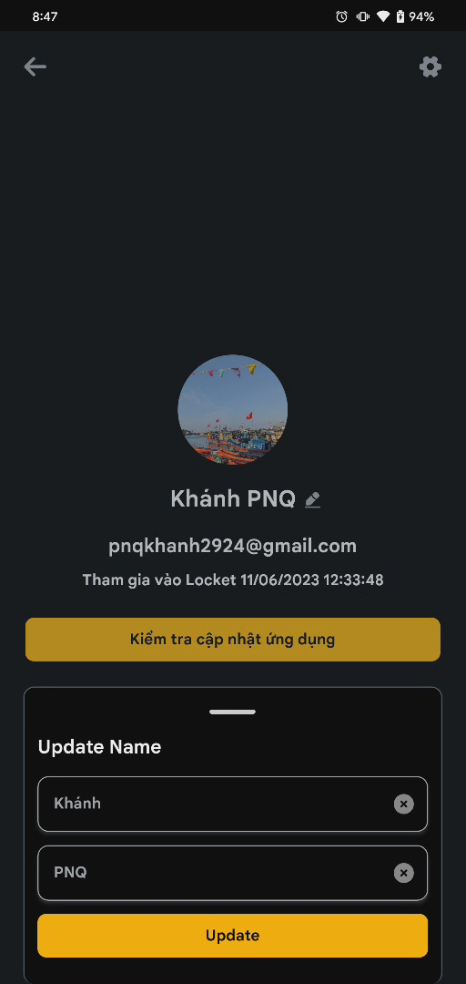 8:47
94%
Khánh PNQ
pnqkhanh2924@gmail.com
Tham gia vào Locket 11/06/2023 12:33:48
Kiểm tra cập nhật ứng dụng
Update Name
Khánh
PNQ
Update